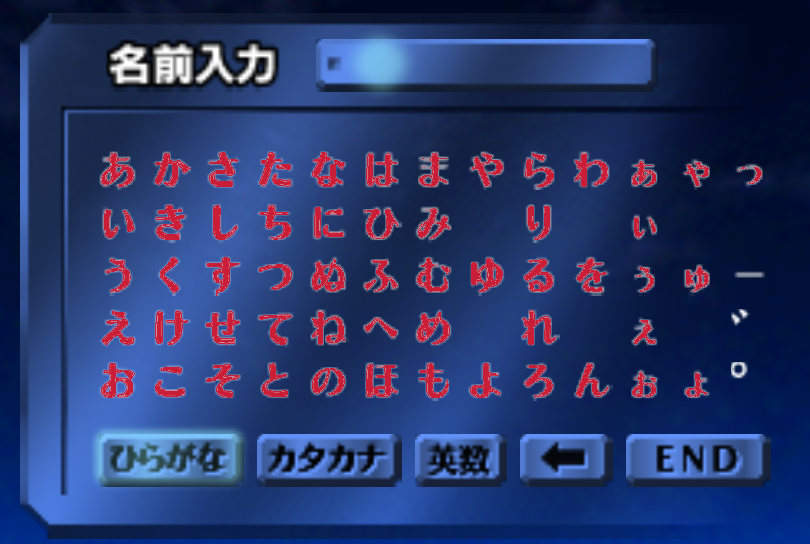 名前入力
あ か さ た な は ま や ら わ ぁ ゃ っ
い き し ち に ひ み り ぃ
う く す つ ぬ ふ む ゆ る を ぅ ゅ ー
え け せ て ね へ め れ ぇ ゛
お こ そ と の ほ も よ ろ ん ぉ ょ ゜
ひらがな カタカナ 英数 ← END